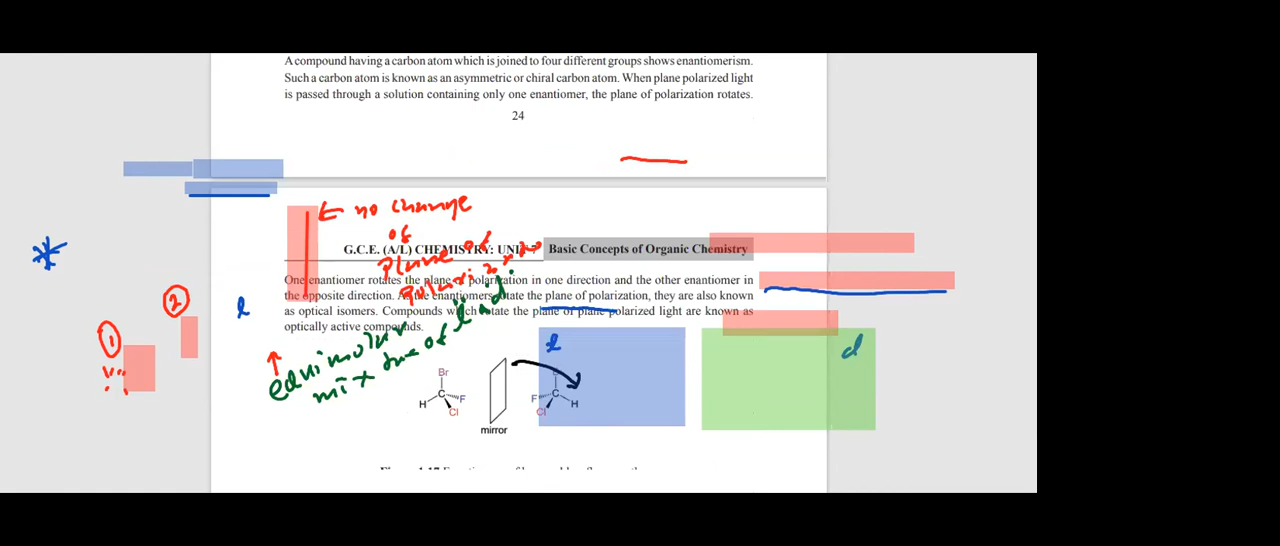 A compound having a carbon atom which is joined to four different groups shows enantiomerism.
Such a carbon atom is known as an asymmetric or chiral carbon atom. When plane polarized light
is passed through a solution containing only one enantiomer, the plane of polarization rotates.
24
no change
of
plane of
G.C.E. (A/L) CHEMISTRY: UNIT 7 Basic Concepts of Organic Chemistry
One enantiomer rotates the plane of polarization in one direction and the other enantiomer in
the opposite direction. As the enantiomers rotate the plane of polarization, they are also known
as optical isomers. Compounds which rotate the plane of plane polarized light are known as
optically active compounds.
2
1
l
equimolar
mixture of l and
l
d
Br
C
H
F
Cl
mirror
F
C
H
Cl